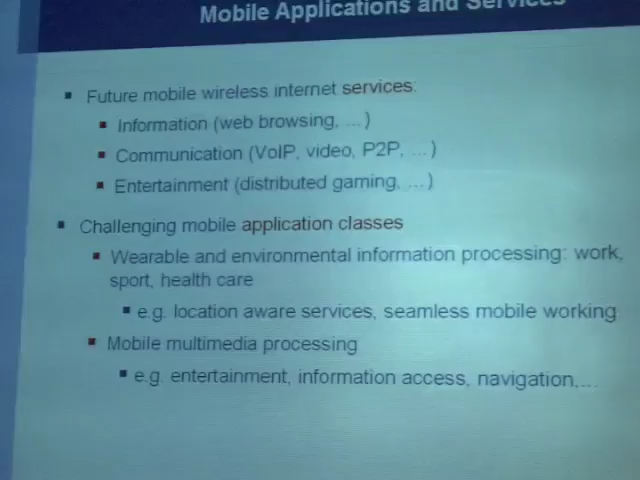 Mobile Applications and Services
▪ Future mobile wireless internet services:
▪ Information (web browsing, ...)
▪ Communication (VoIP, video, P2P, ...)
▪ Entertainment (distributed gaming, ...)
▪ Challenging mobile application classes
▪ Wearable and environmental information processing: work,
sport, health care
▪ e.g. location aware services, seamless mobile working
▪ Mobile multimedia processing
▪ e.g. entertainment, information access, navigation,...